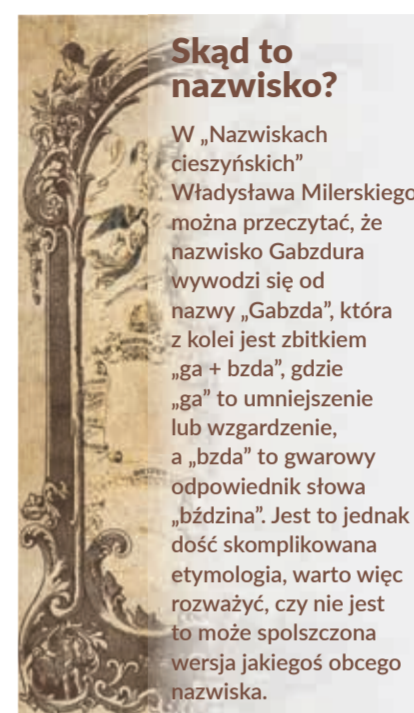 Skąd to
nazwisko?
W „Nazwiskach
cieszyńskich”
Władysława Milerskiego
można przeczytać, że
nazwisko Gabzdura
wywodzi się od
nazwy „Gabzda”, która
z kolei jest zbitkiem
„ga + bzda”, gdzie
„ga” to umniejszenie
lub wzgardzenie,
a „bzda” to gwarowy
odpowiednik słowa
„bździna”. Jest to jednak
dość skomplikowana
etymologia, warto więc
rozważyć, czy nie jest
to może spolszczona
wersja jakiegoś obcego
nazwiska.